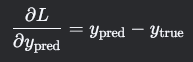 ∂L/∂y_pred = y_pred − y_true